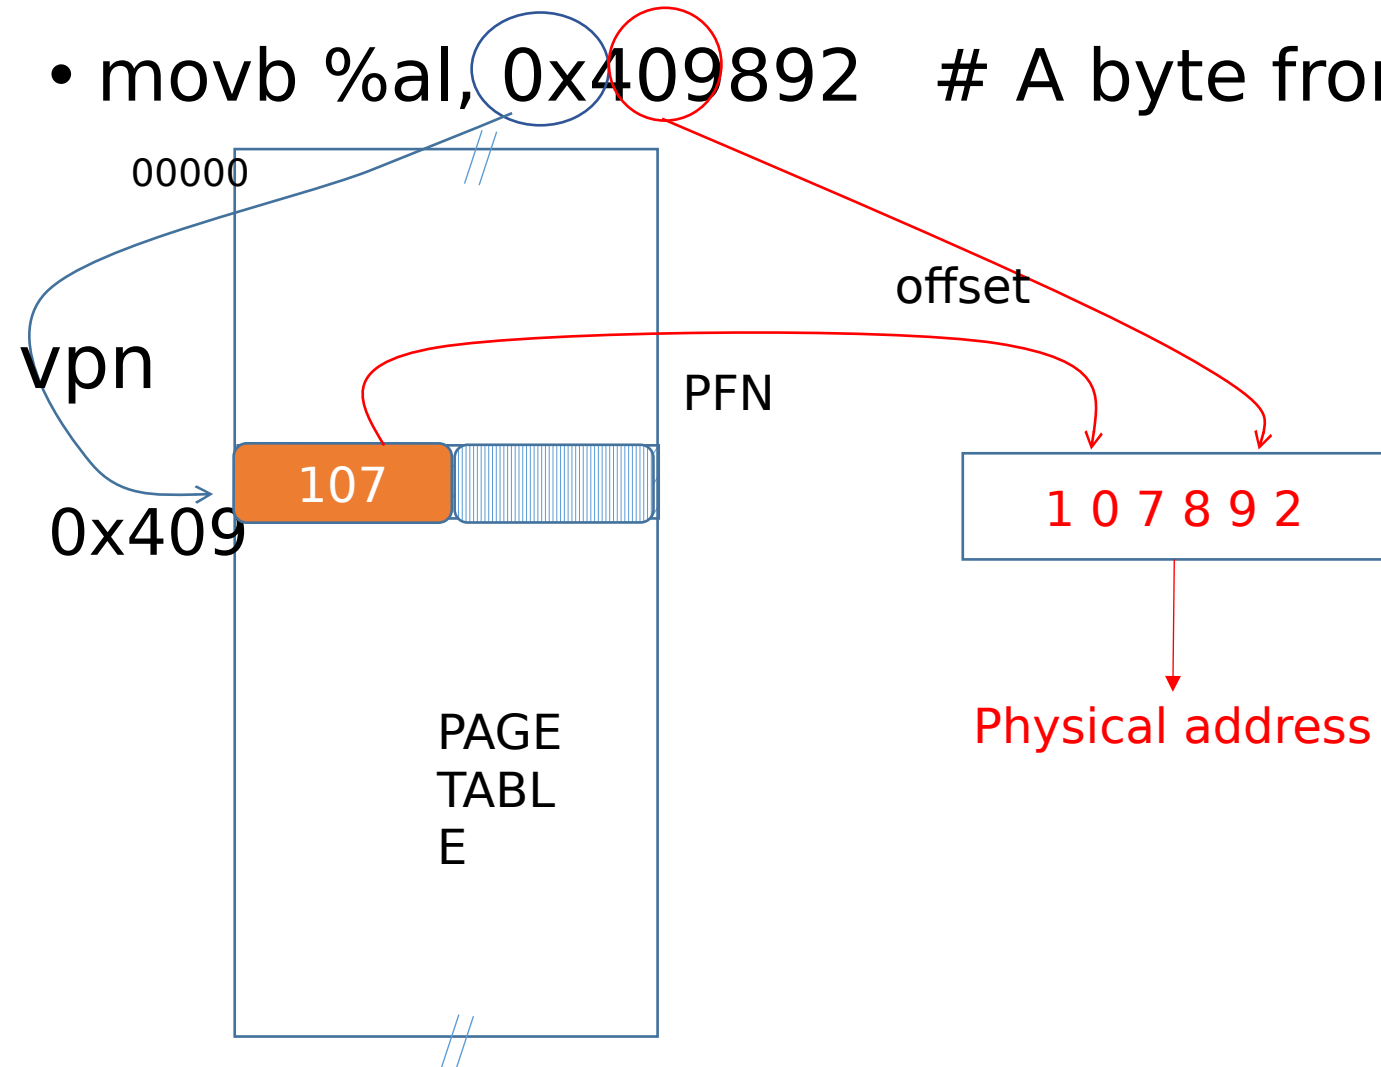 • movb %al, 0x409892 # A byte from
00000
offset
vpn
PFN
107
1 0 7 8 9 2
0x409
Physical address
PAGE
TABL
E